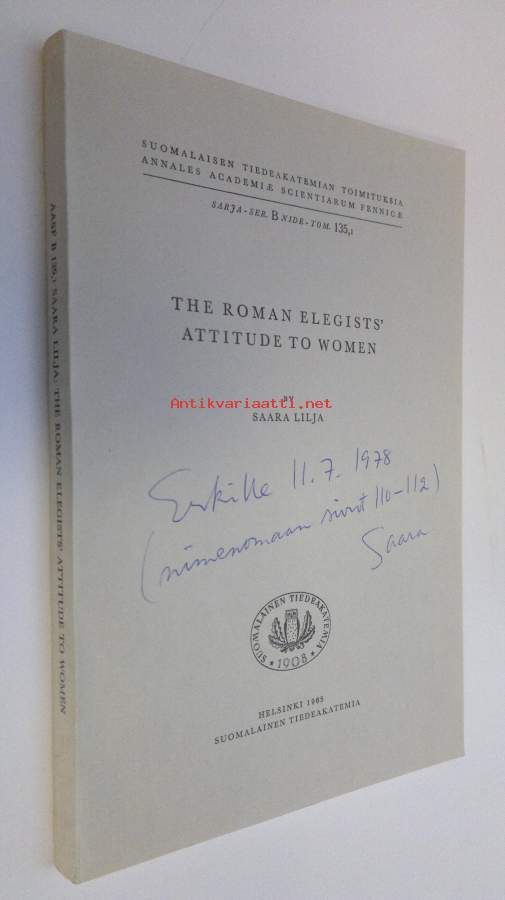 SUOMALAISEN TIEDEAKATEMIAN TOIMITUKSIA
ANNALES ACADEMIÆ SCIENTIARUM FENNICÆ
SARJA - SER. B NIDE - TOM. 135,1
THE ROMAN ELEGISTS'
ATTITUDE TO WOMEN
BY
Antikvariaatti.net
SAARA LILJA
Erkille 11.7.1978
(nimenomaan sivut 110-112)
Saara
SUOMALAINEN TIEDEAKATEMIA
1908
HELSINKI 1965
SUOMALAINEN TIEDEAKATEMIA
AASF B 135,1 SAARA LILJA: THE ROMAN ELEGISTS' ATTITUDE TO WOMEN